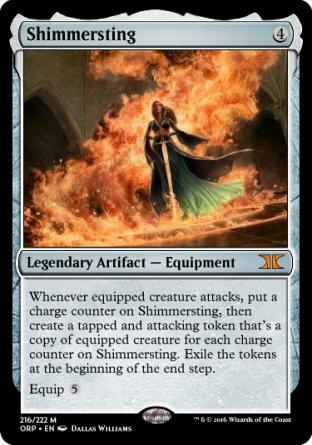 Shimmersting 4
Legendary Artifact — Equipment
Whenever equipped creature attacks, put a
charge counter on Shimmersting, then
create a tapped and attacking token that's a
copy of equipped creature for each charge
counter on Shimmersting. Exile the tokens
at the beginning of the end step.
Equip 5
216/222 M
ORP • EN DALLAS WILLIAMS
™ & © 2016 Wizards of the Coast